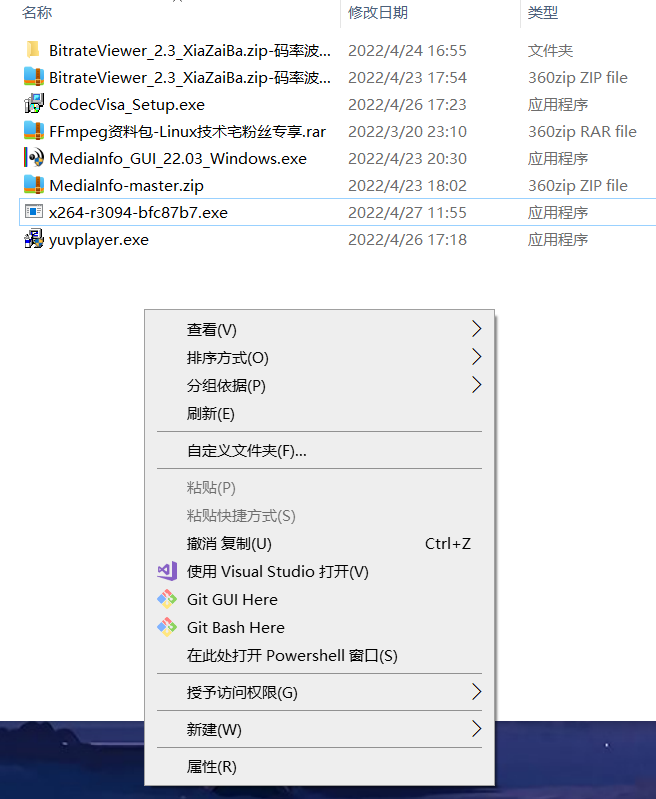 名称 修改日期 类型
BitrateViewer_2.3_XiaZaiBa.zip-码率波... 2022/4/24 16:55 文件夹
BitrateViewer_2.3_XiaZaiBa.zip-码率波... 2022/4/23 17:54 360zip ZIP file
CodecVisa_Setup.exe 2022/4/26 17:23 应用程序
FFmpeg资料包-Linux技术宅粉丝专享.rar 2022/3/20 23:10 360zip RAR file
MediaInfo_GUI_22.03_Windows.exe 2022/4/23 20:30 应用程序
MediaInfo-master.zip 2022/4/23 18:02 360zip ZIP file
x264-r3094-bfc87b7.exe 2022/4/27 11:55 应用程序
yuvplayer.exe 2022/4/26 17:18 应用程序
查看(V)
排序方式(O)
分组依据(P)
刷新(E)
自定义文件夹(F)...
粘贴(P)
粘贴快捷方式(S)
撤消 复制(U) Ctrl+Z
使用 Visual Studio 打开(V)
Git GUI Here
Git Bash Here
在此处打开 Powershell 窗口(S)
授予访问权限(G)
新建(W)
属性(R)